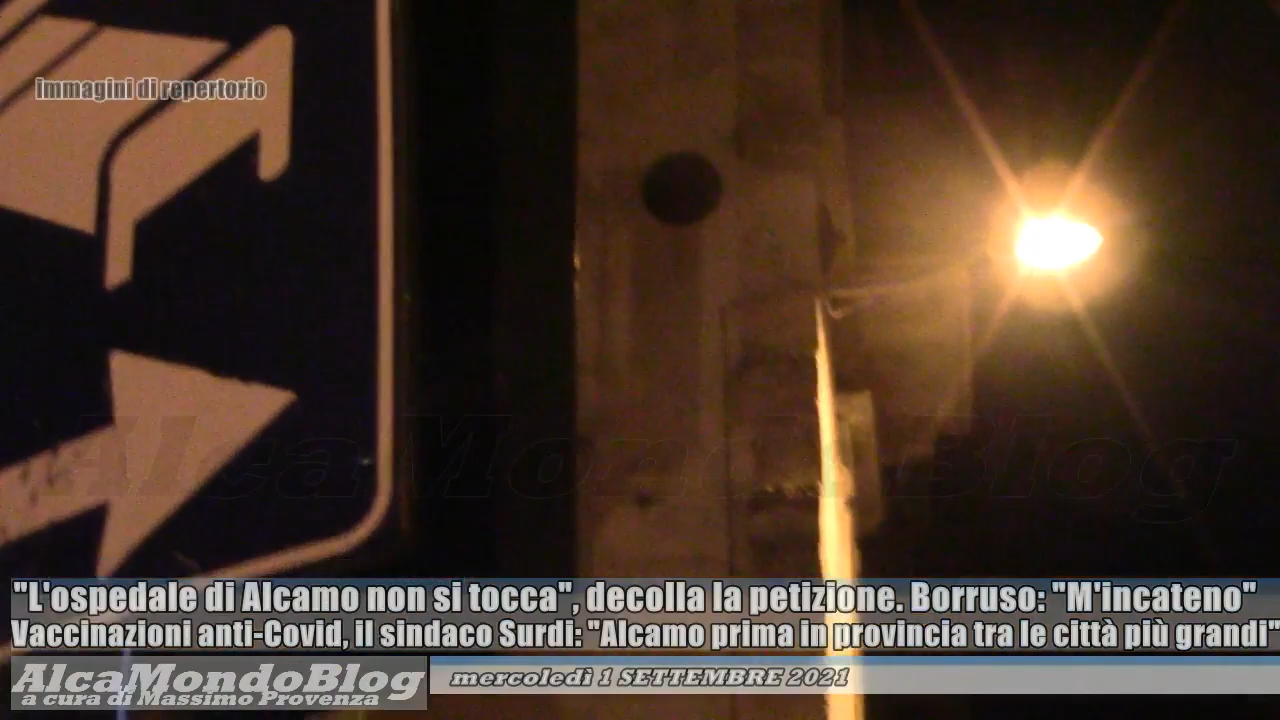 immagini di repertorio
AlcaMondoBlog
"L'ospedale di Alcamo non si tocca", decolla la petizione. Borruso: "M'incateno"
Vaccinazioni anti-Covid, il sindaco Surdi: "Alcamo prima in provincia tra le città più grandi"
AlcaMondoBlog
a cura di Massimo Provenza
mercoledì 1 SETTEMBRE 2021